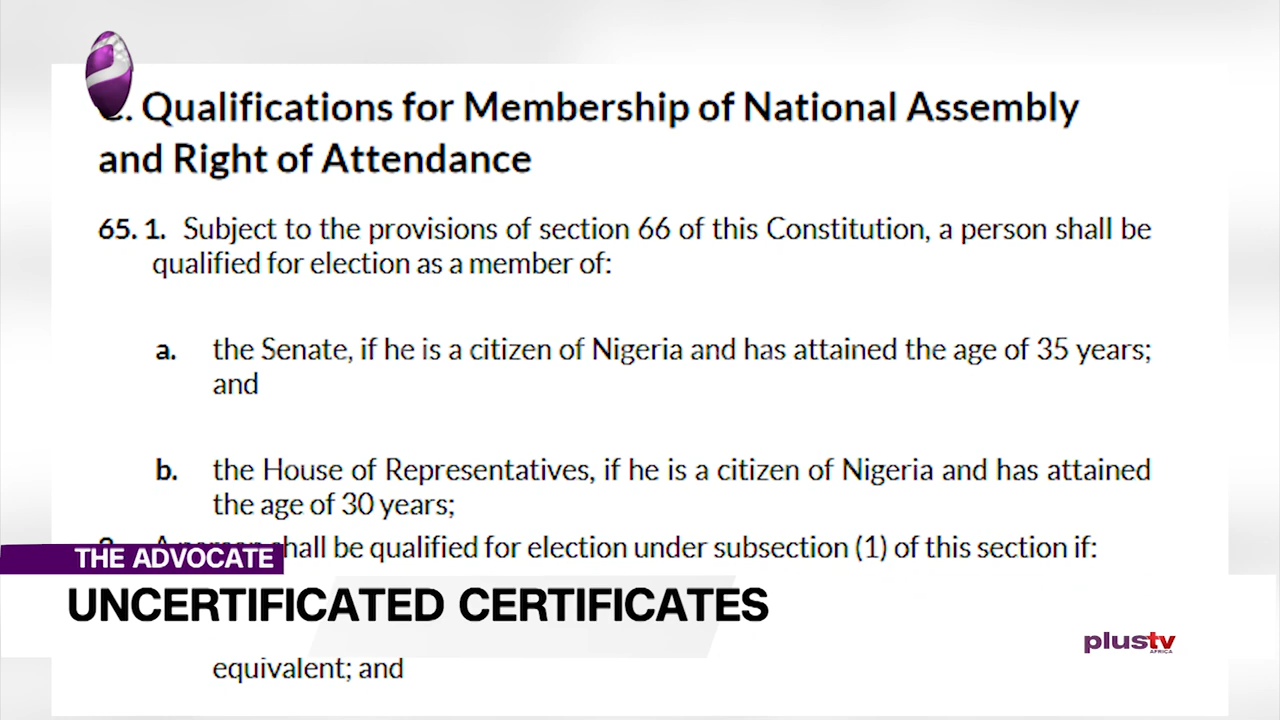 Qualifications for Membership of National Assembly
and Right of Attendance
65. 1. Subject to the provisions of section 66 of this Constitution, a person shall be
qualified for election as a member of:
a. the Senate, if he is a citizen of Nigeria and has attained the age of 35 years;
and
b. the House of Representatives, if he is a citizen of Nigeria and has attained
the age of 30 years;
shall be qualified for election under subsection (1) of this section if:
THE ADVOCATE
UNCERTIFICATED CERTIFICATES
plustv
AFRICA
equivalent; and